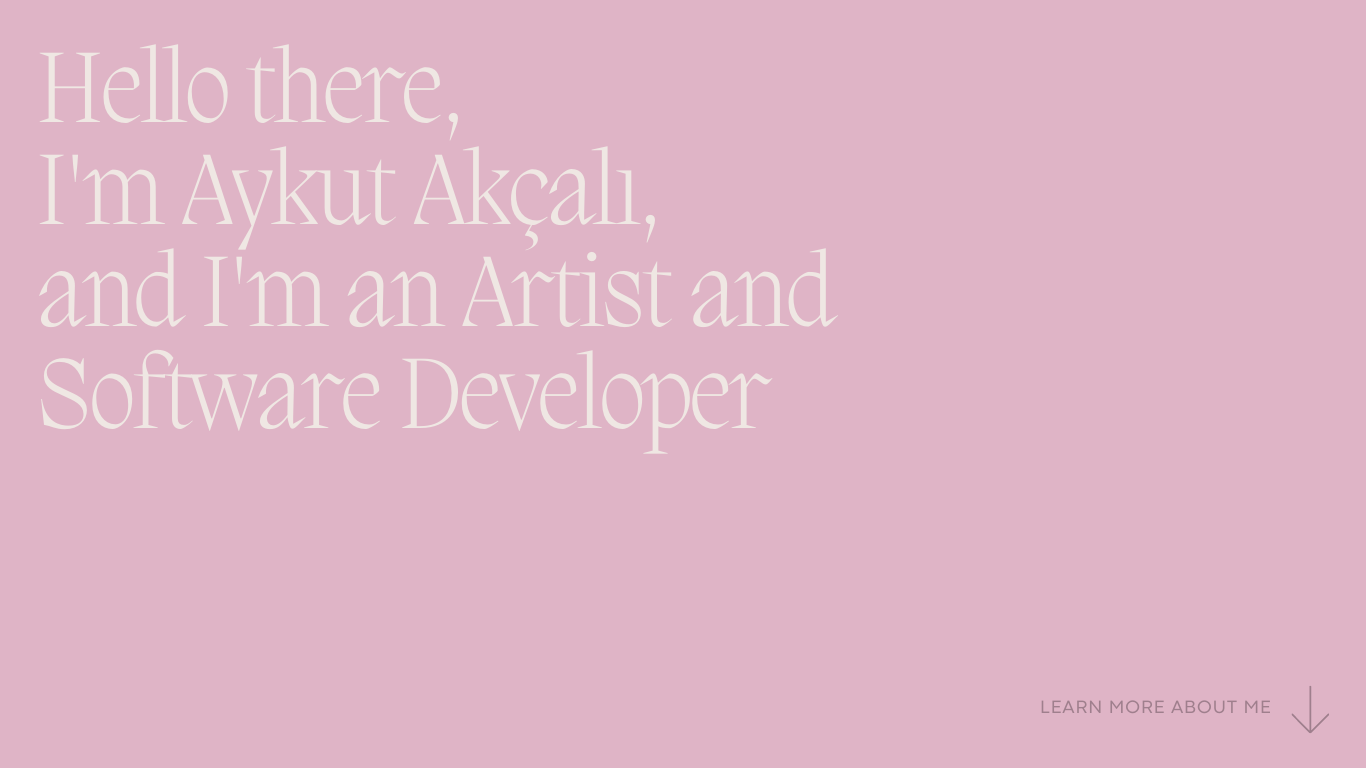 Hello there,
I'm Aykut Akçalı,
and I'm an Artist and
Software Developer
LEARN MORE ABOUT ME